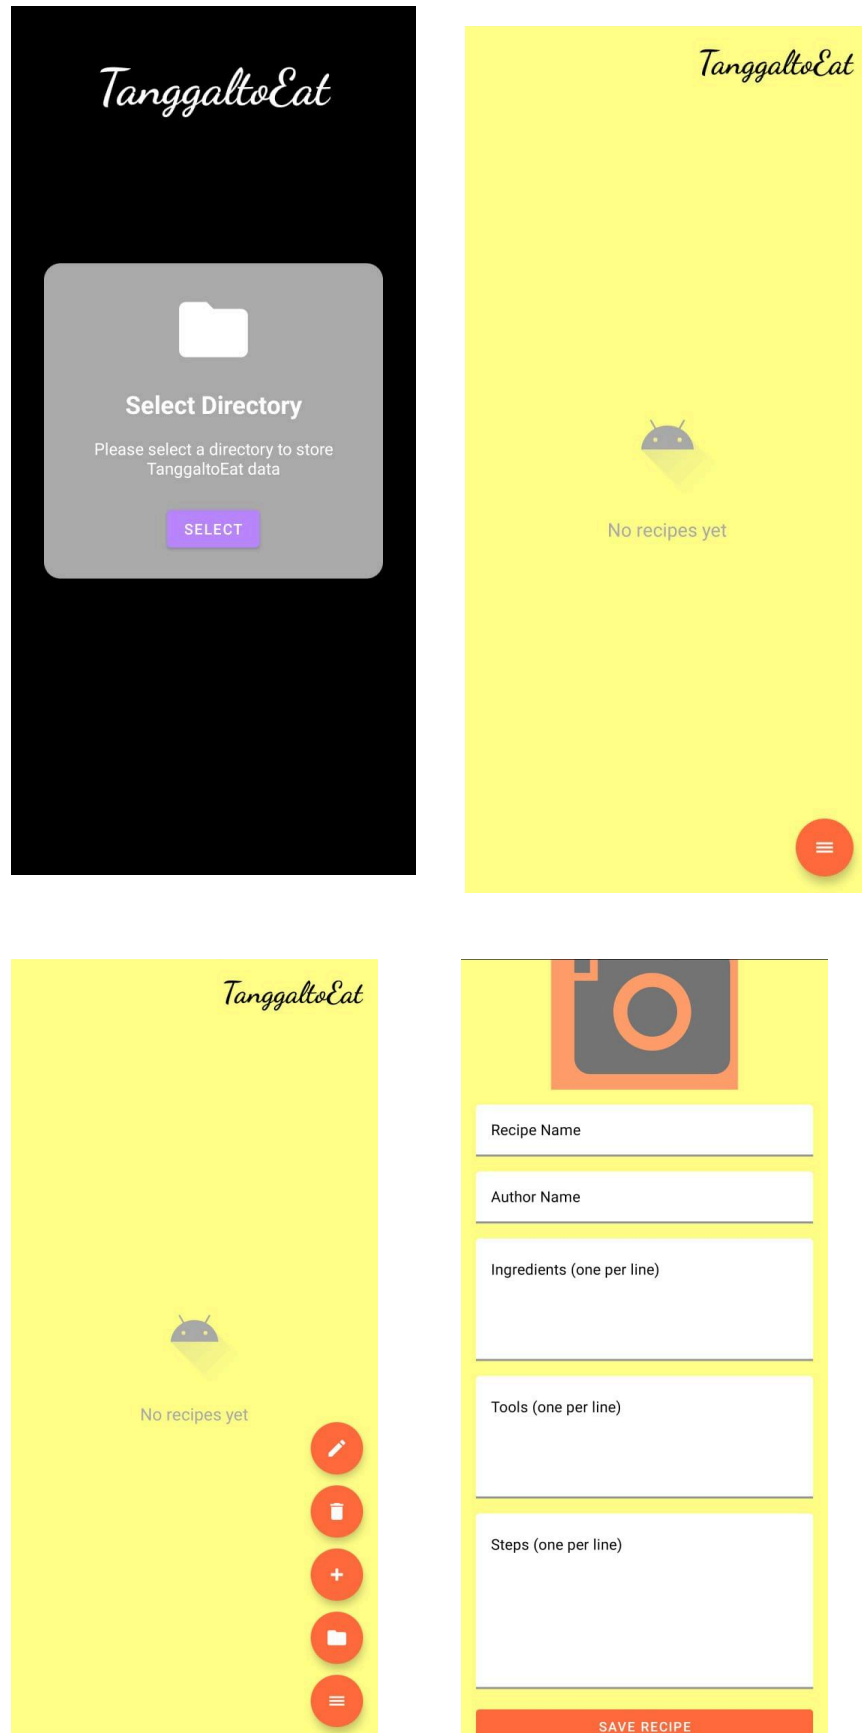 TanggaltoEat
Select Directory
Please select a directory to store
TanggaltoEat data
SELECT
TanggaltoEat
No recipes yet
TanggaltoEat
No recipes yet
Recipe Name
Author Name
Ingredients (one per line)
Tools (one per line)
Steps (one per line)
SAVE RECIPE